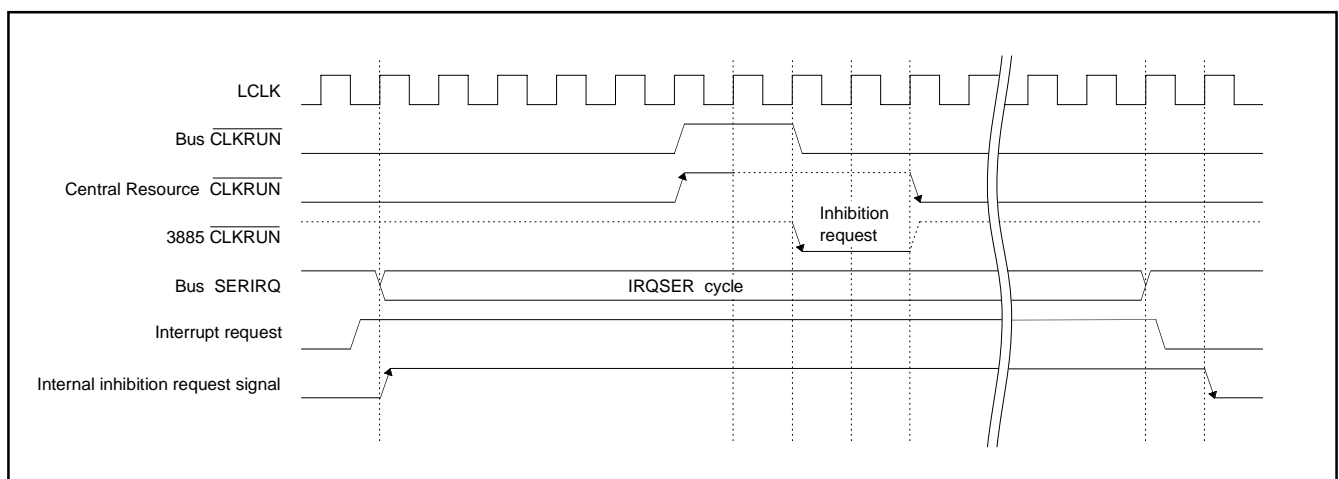 LCLK
Bus CLKRUN
Central Resource CLKRUN
3885 CLKRUN
Inhibition
request
Bus SERIRQ
IRQSER cycle
Interrupt request
Internal inhibition request signal